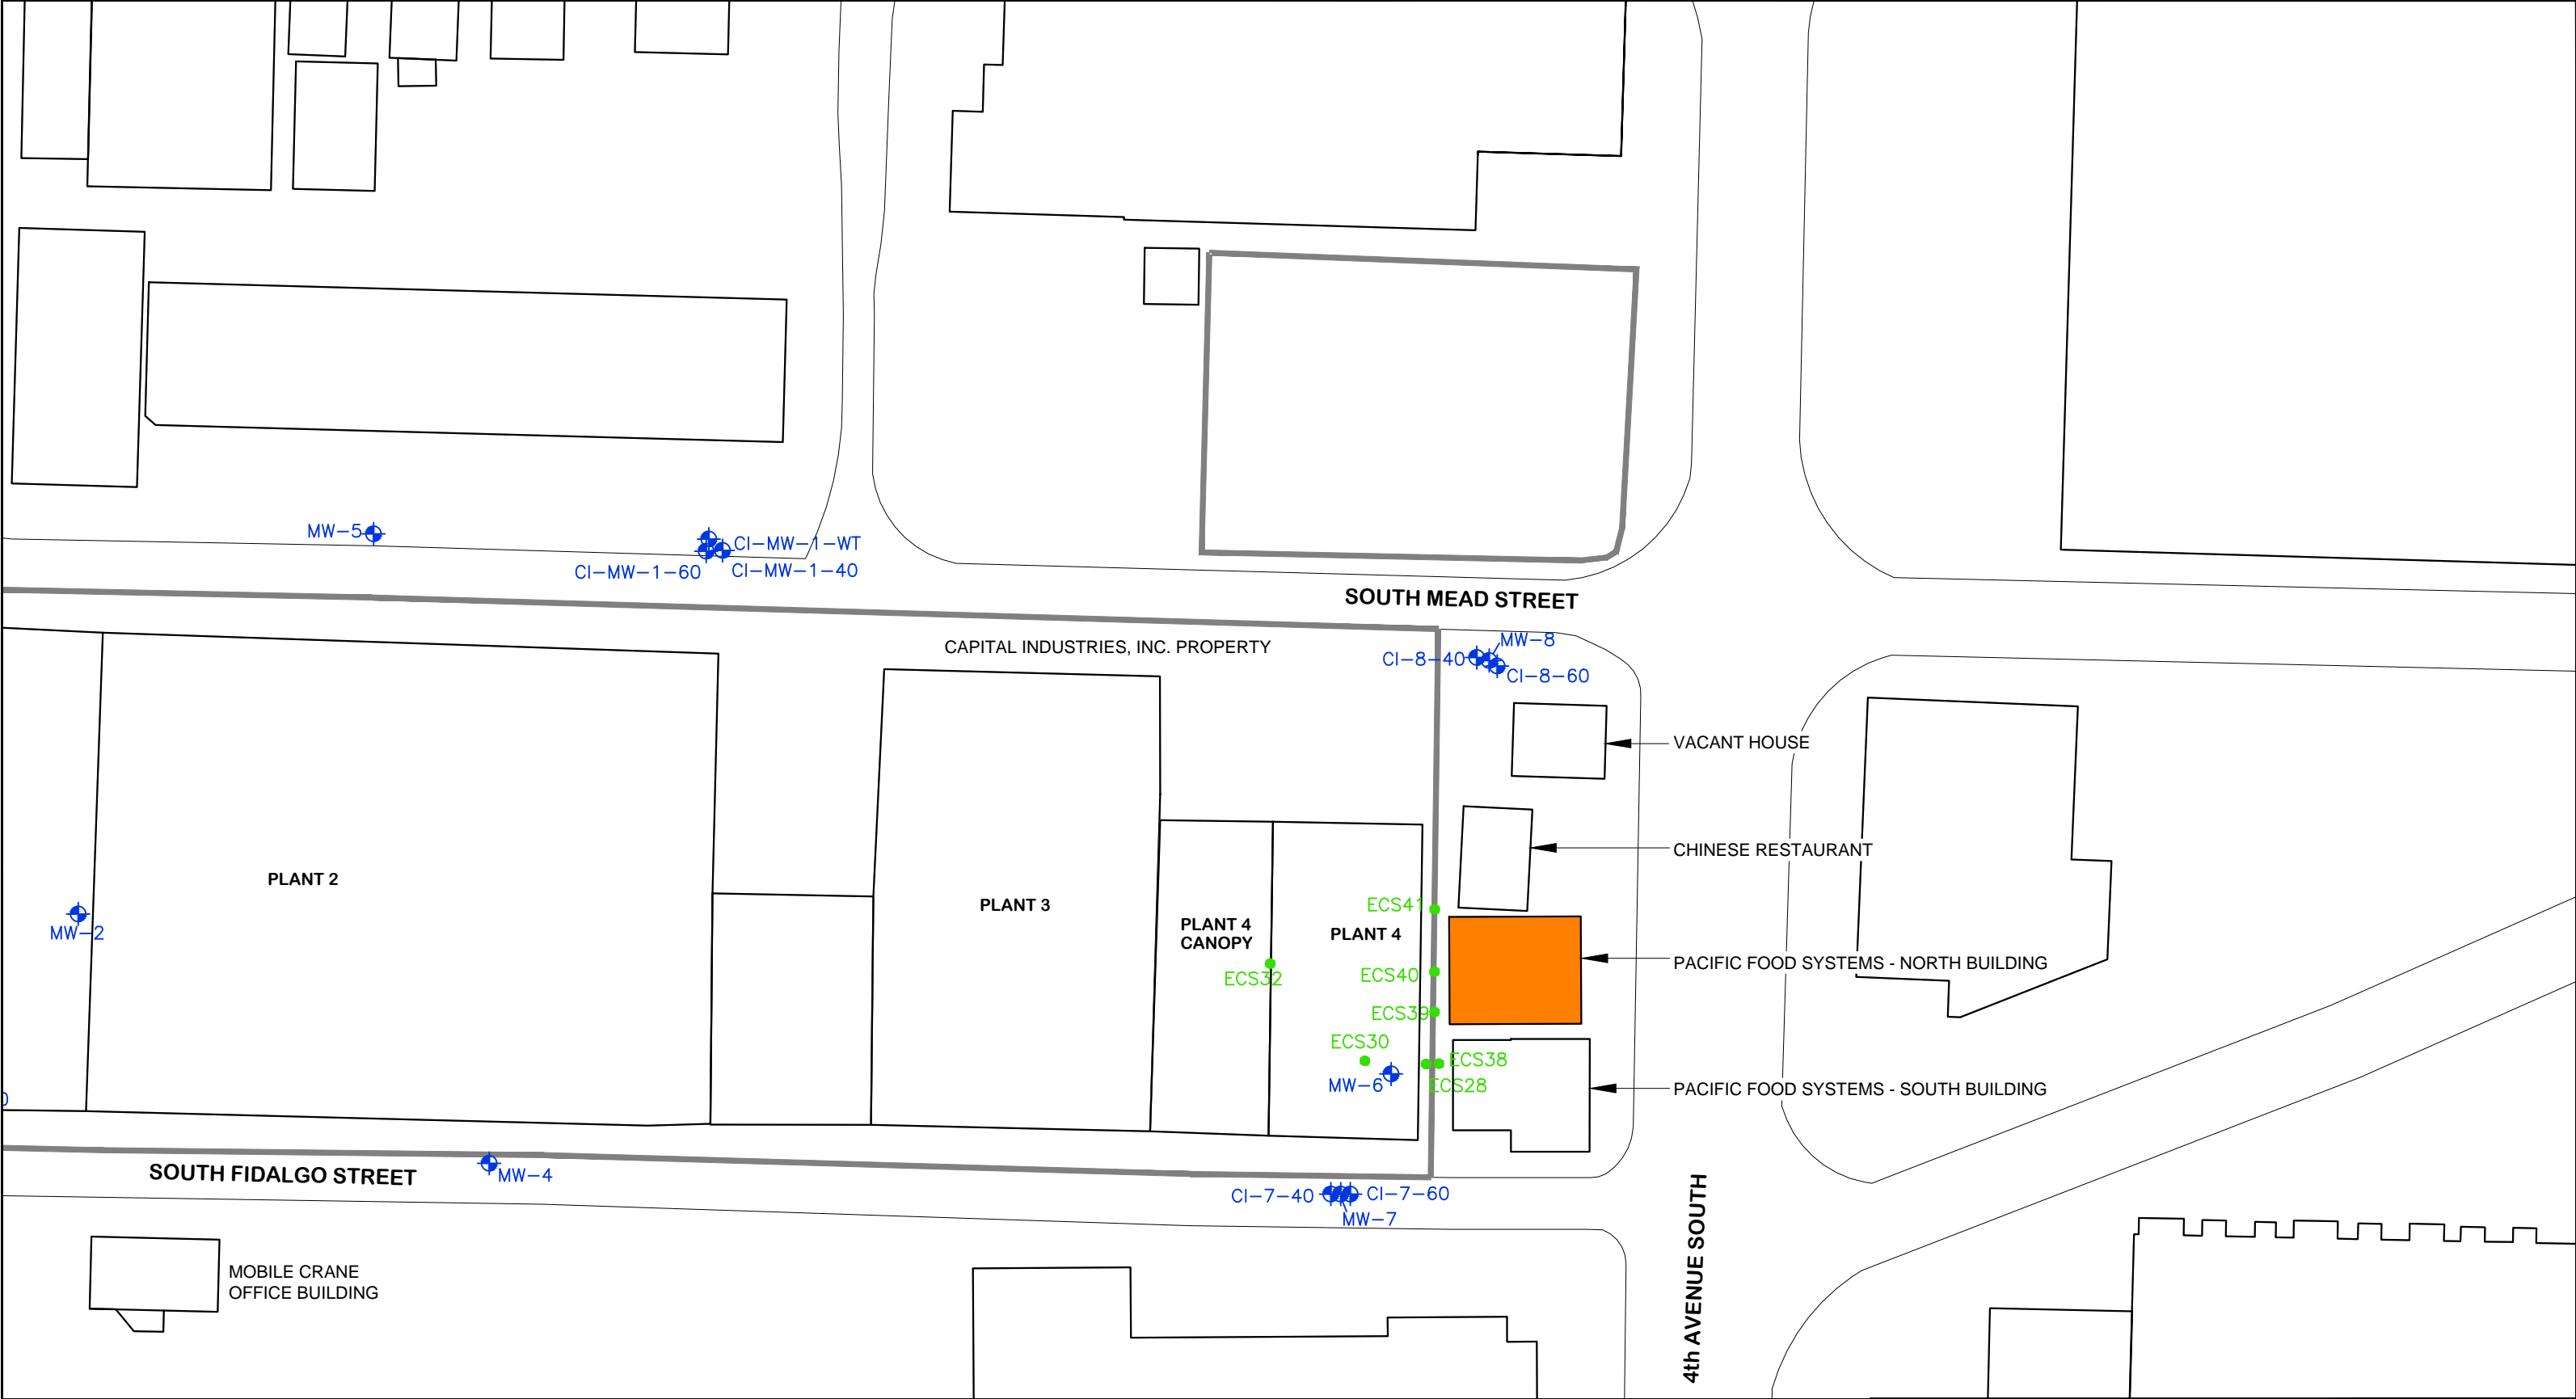 MW-5
CI-MW-1-WT
CI-MW-1-60
CI-MW-1-40
SOUTH MEAD STREET
CAPITAL INDUSTRIES, INC. PROPERTY
MW-8
CI-8-40
CI-8-60
VACANT HOUSE
CHINESE RESTAURANT
PLANT 2
PLANT 3
ECS41
PLANT 4
CANOPY
PLANT 4
MW-2
ECS32
ECS40
PACIFIC FOOD SYSTEMS - NORTH BUILDING
ECS39
ECS30
ECS38
MW-6
ECS28
PACIFIC FOOD SYSTEMS - SOUTH BUILDING
SOUTH FIDALGO STREET
MW-4
CI-7-40
CI-7-60
MW-7
4th AVENUE SOUTH
MOBILE CRANE
OFFICE BUILDING